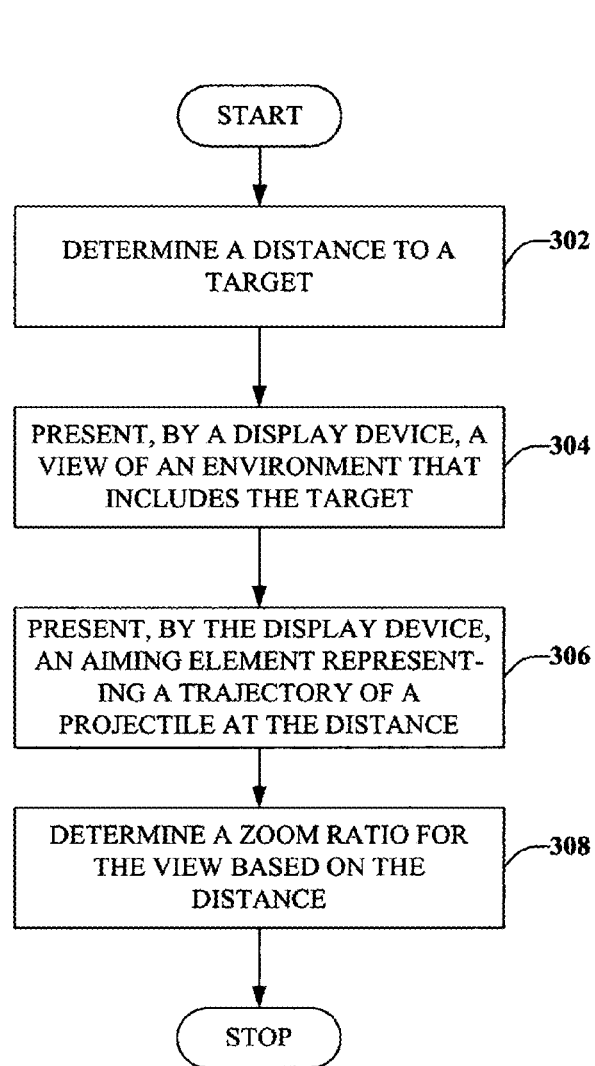 START
DETERMINE A DISTANCE TO A
TARGET
302
PRESENT, BY A DISPLAY DEVICE, A
VIEW OF AN ENVIRONMENT THAT
INCLUDES THE TARGET
304
PRESENT, BY THE DISPLAY DEVICE,
AN AIMING ELEMENT REPRESENT-
ING A TRAJECTORY OF A
PROJECTILE AT THE DISTANCE
306
DETERMINE A ZOOM RATIO FOR
THE VIEW BASED ON THE
DISTANCE
308
STOP